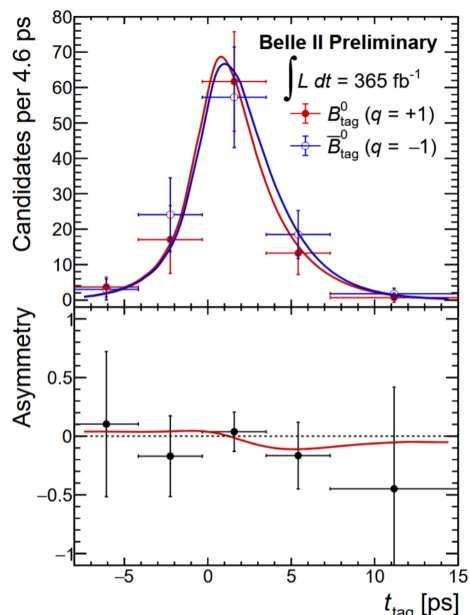 Candidates per 4.6 ps
80
70
60
50
40
30
20
10
0
Belle II Preliminary
∫L dt = 365 fb⁻¹
B⁰tag (q = +1)
B̅⁰tag (q = −1)
Asymmetry
1
0.5
0
−0.5
−1
−5 0 5 10 15
t_tag [ps]